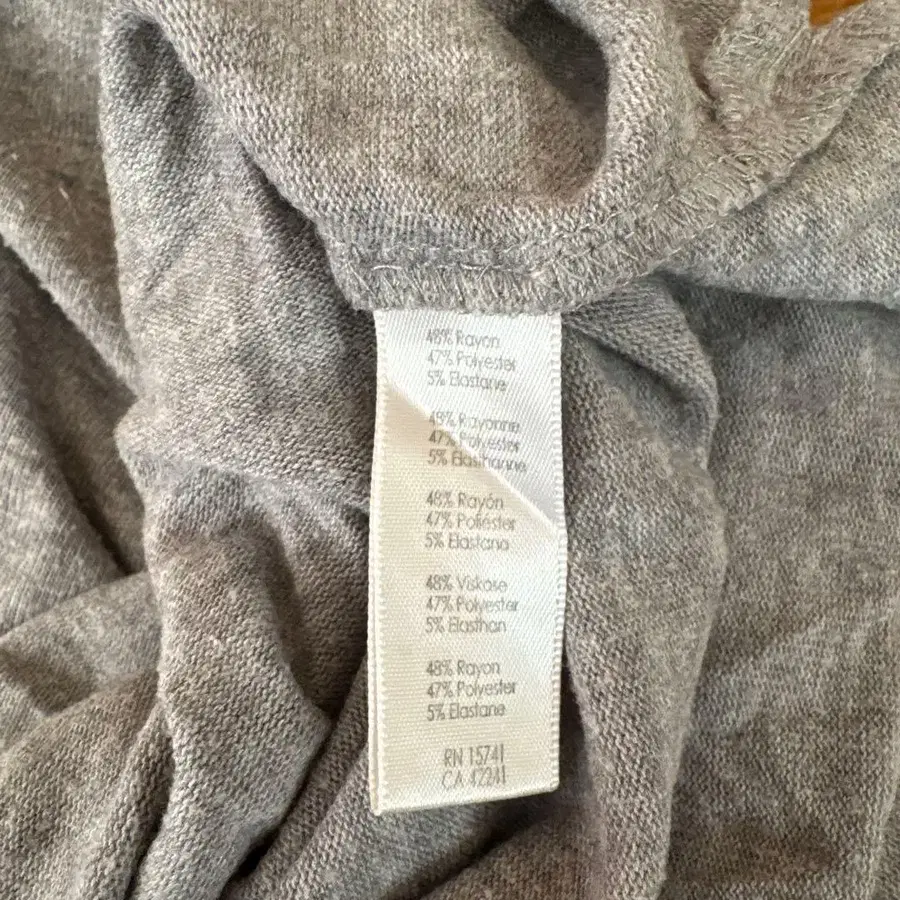 48% Rayon
47% Polyester
5% Elastane
48% Rayonne
47% Polyester
5% Elasthanne
48% Rayón
47% Poliéster
5% Elastano
48% Viskose
47% Polyester
5% Elasthan
48% Rayon
47% Polyester
5% Elastane
RN 15741
CA 42241